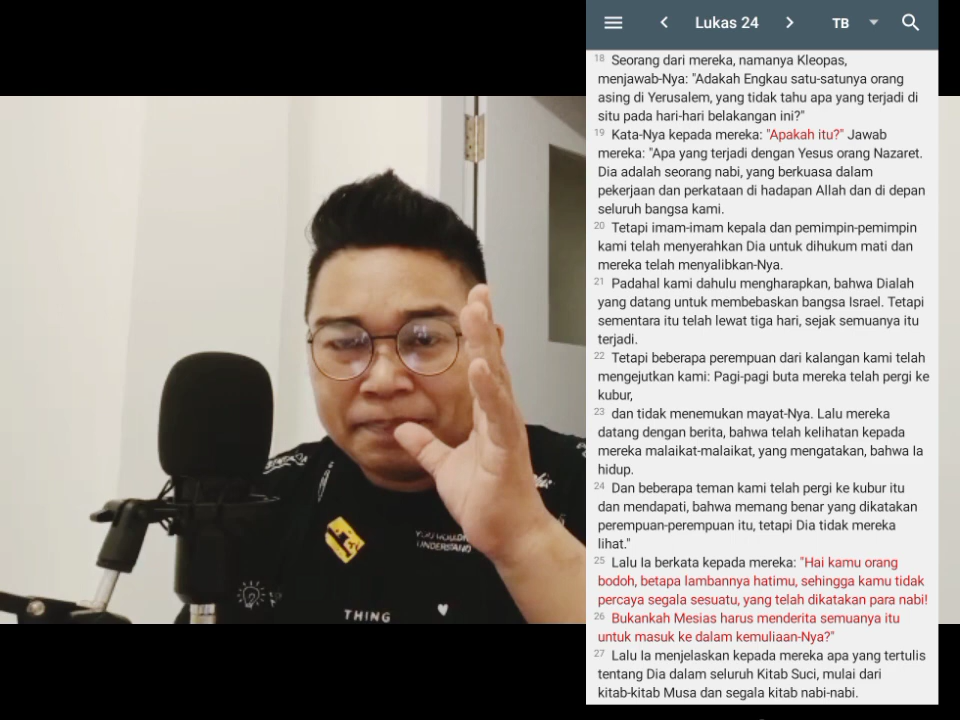 Lukas 24
TB
18 Seorang dari mereka, namanya Kleopas,
menjawab-Nya: "Adakah Engkau satu-satunya orang
asing di Yerusalem, yang tidak tahu apa yang terjadi di
situ pada hari-hari belakangan ini?"
19 Kata-Nya kepada mereka: "Apakah itu?" Jawab
mereka: "Apa yang terjadi dengan Yesus orang Nazaret.
Dia adalah seorang nabi, yang berkuasa dalam
pekerjaan dan perkataan di hadapan Allah dan di depan
seluruh bangsa kami.
20 Tetapi imam-imam kepala dan pemimpin-pemimpin
kami telah menyerahkan Dia untuk dihukum mati dan
mereka telah menyalibkan-Nya.
21 Padahal kami dahulu mengharapkan, bahwa Dialah
yang datang untuk membebaskan bangsa Israel. Tetapi
sementara itu telah lewat tiga hari, sejak semuanya itu
terjadi.
22 Tetapi beberapa perempuan dari kalangan kami telah
mengejutkan kami: Pagi-pagi buta mereka telah pergi ke
kubur,
23 dan tidak menemukan mayat-Nya. Lalu mereka
datang dengan berita, bahwa telah kelihatan kepada
mereka malaikat-malaikat, yang mengatakan, bahwa Ia
hidup.
24 Dan beberapa teman kami telah pergi ke kubur itu
dan mendapati, bahwa memang benar yang dikatakan
perempuan-perempuan itu, tetapi Dia tidak mereka
lihat."
25 Lalu Ia berkata kepada mereka: "Hai kamu orang
bodoh, betapa lambannya hatimu, sehingga kamu tidak
percaya segala sesuatu, yang telah dikatakan para nabi!
26 Bukankah Mesias harus menderita semuanya itu
untuk masuk ke dalam kemuliaan-Nya?"
27 Lalu Ia menjelaskan kepada mereka apa yang tertulis
tentang Dia dalam seluruh Kitab Suci, mulai dari
kitab-kitab Musa dan segala kitab nabi-nabi.
UNDERSTAND
THING